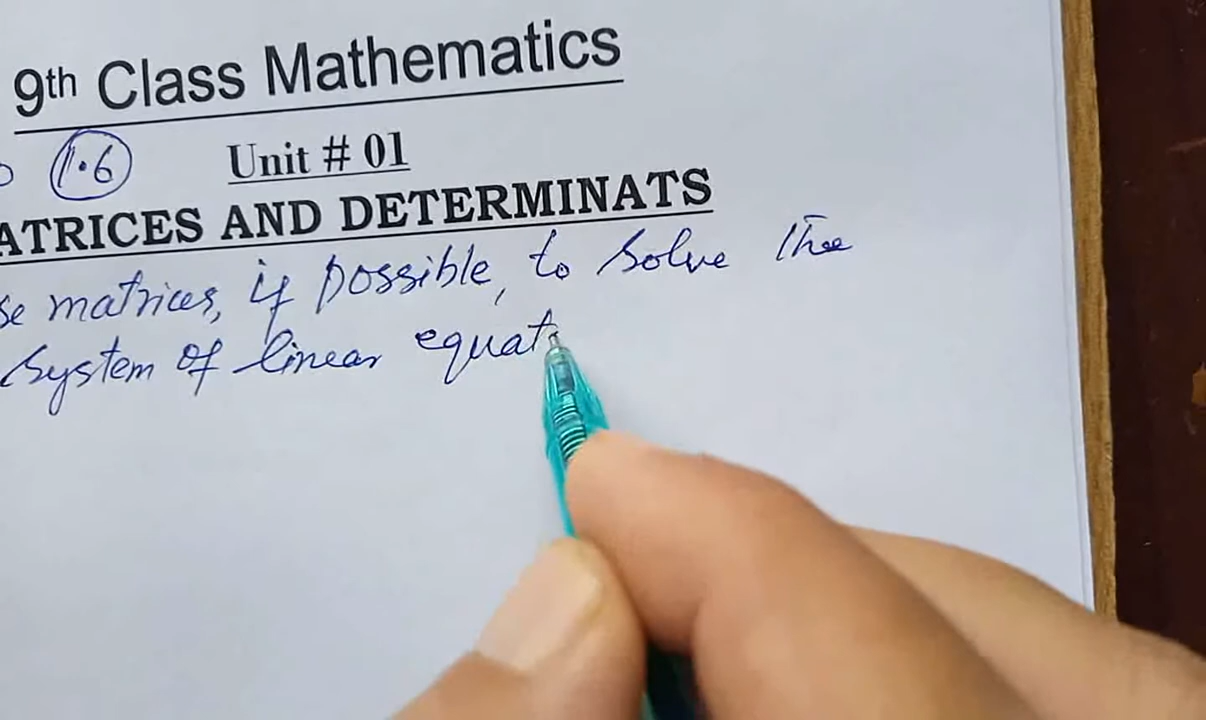 9th Class Mathematics
1.6 Unit # 01
ATRICES AND DETERMINATS
se matrices, if possible, to solve the
system of linear equat